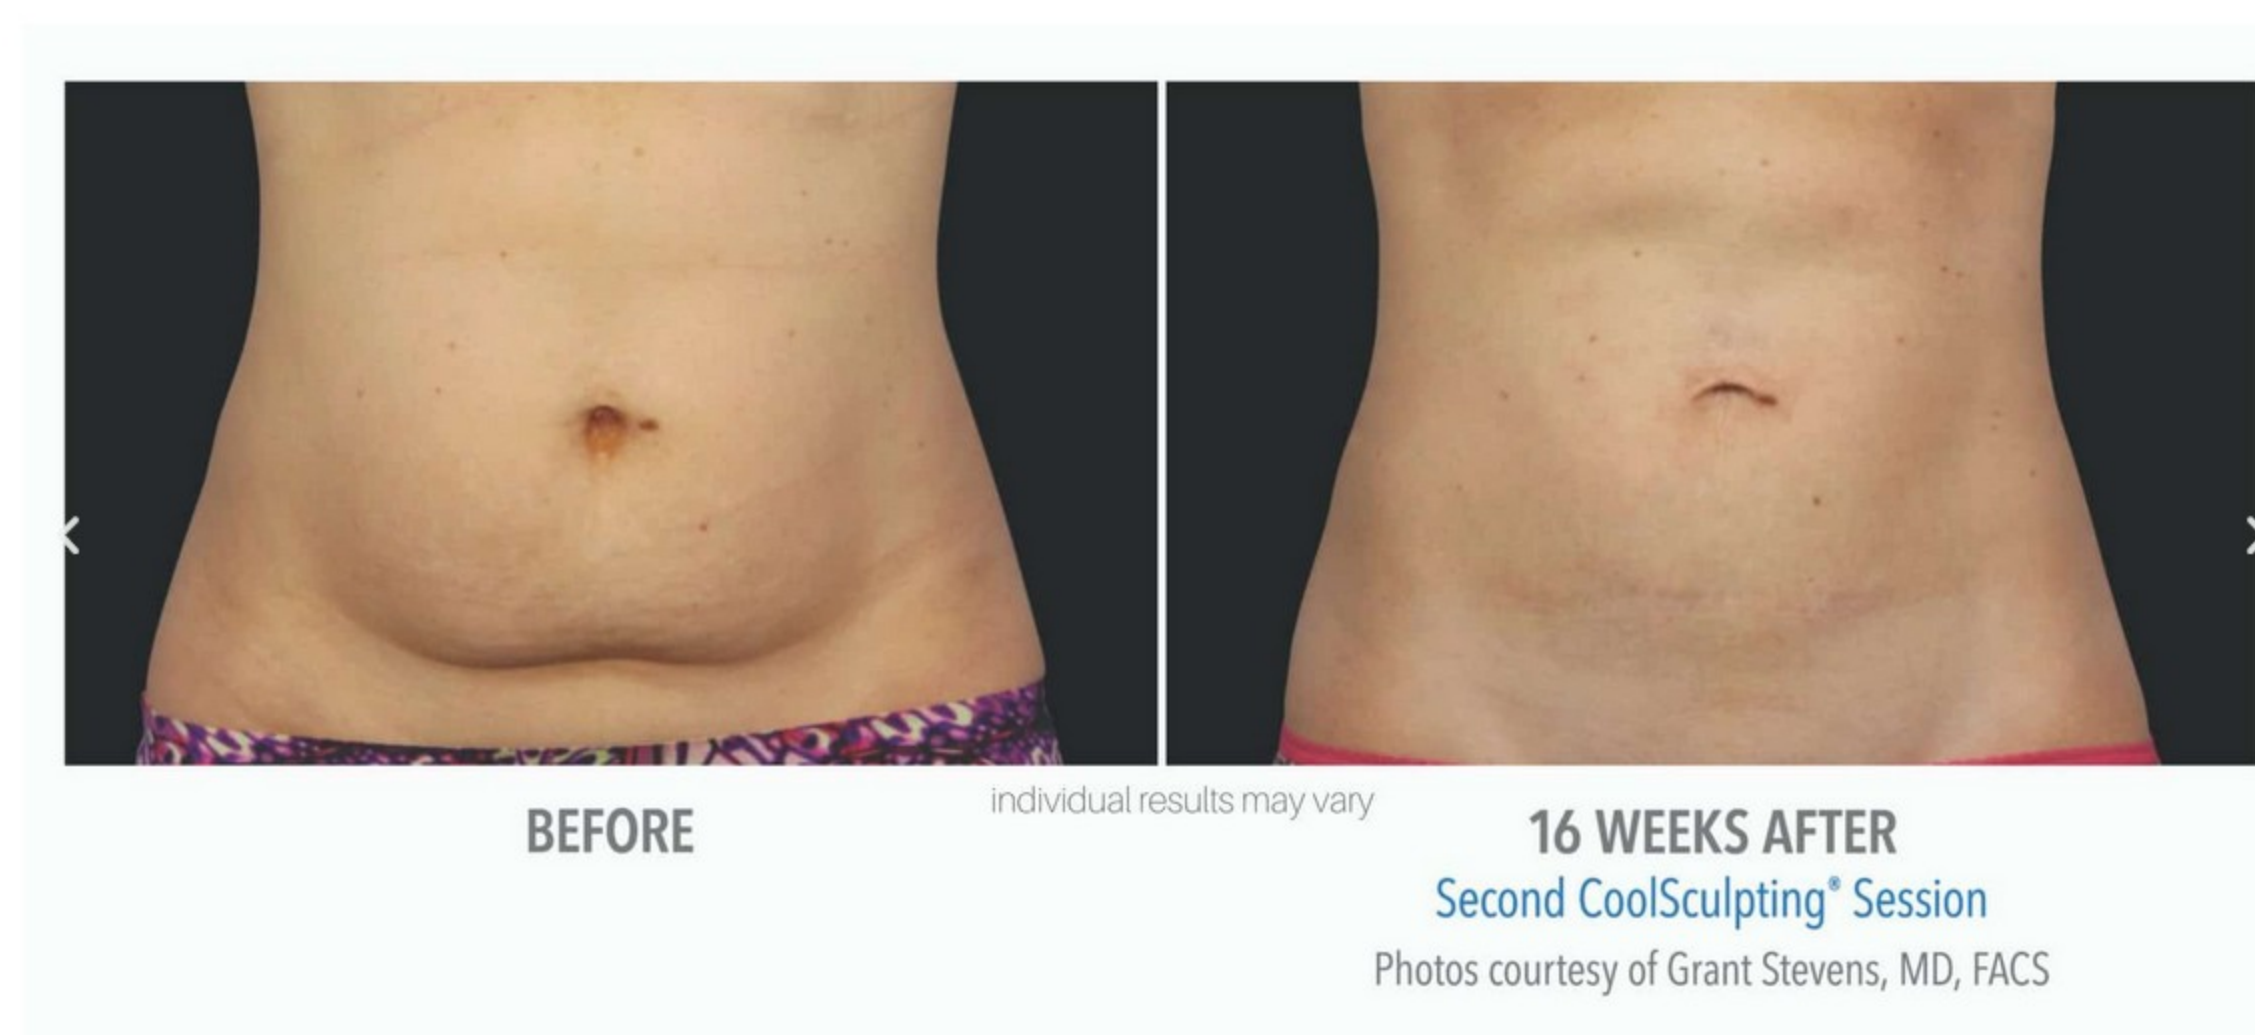 individual results may vary
BEFORE
16 WEEKS AFTER
Second CoolSculpting® Session
Photos courtesy of Grant Stevens, MD, FACS